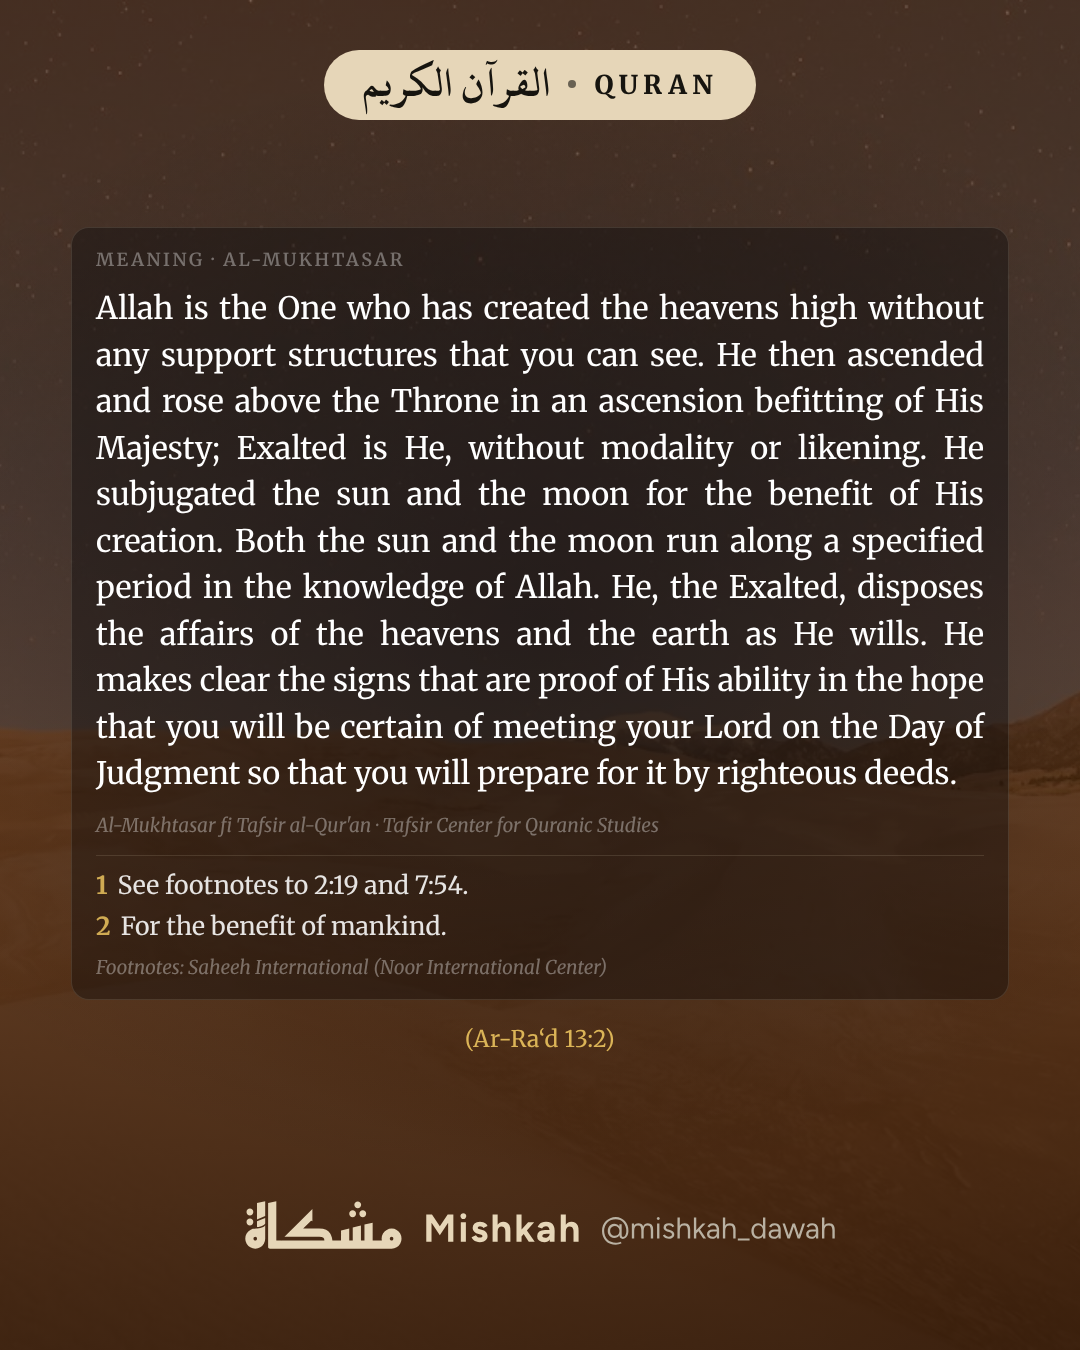 القرآن الكريم • QURAN
MEANING · AL-MUKHTASAR
Allah is the One who has created the heavens high without
any support structures that you can see. He then ascended
and rose above the Throne in an ascension befitting of His
Majesty; Exalted is He, without modality or likening. He
subjugated the sun and the moon for the benefit of His
creation. Both the sun and the moon run along a specified
period in the knowledge of Allah. He, the Exalted, disposes
the affairs of the heavens and the earth as He wills. He
makes clear the signs that are proof of His ability in the hope
that you will be certain of meeting your Lord on the Day of
Judgment so that you will prepare for it by righteous deeds.
Al-Mukhtasar fi Tafsir al-Qur'an · Tafsir Center for Quranic Studies
1 See footnotes to 2:19 and 7:54.
2 For the benefit of mankind.
Footnotes: Saheeh International (Noor International Center)
(Ar-Ra‘d 13:2)
مشكاة Mishkah @mishkah_dawah